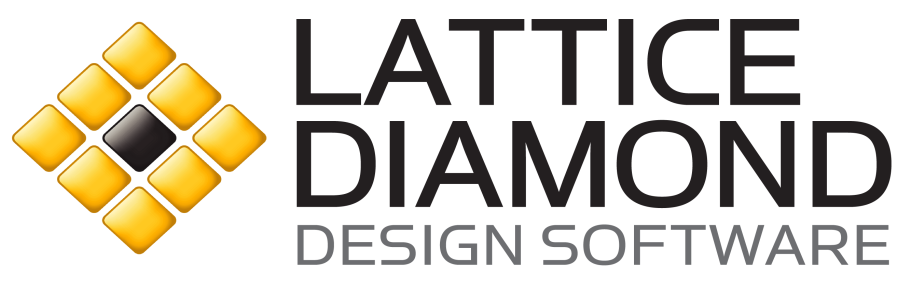 LATTICE
DIAMOND
DESIGN SOFTWARE